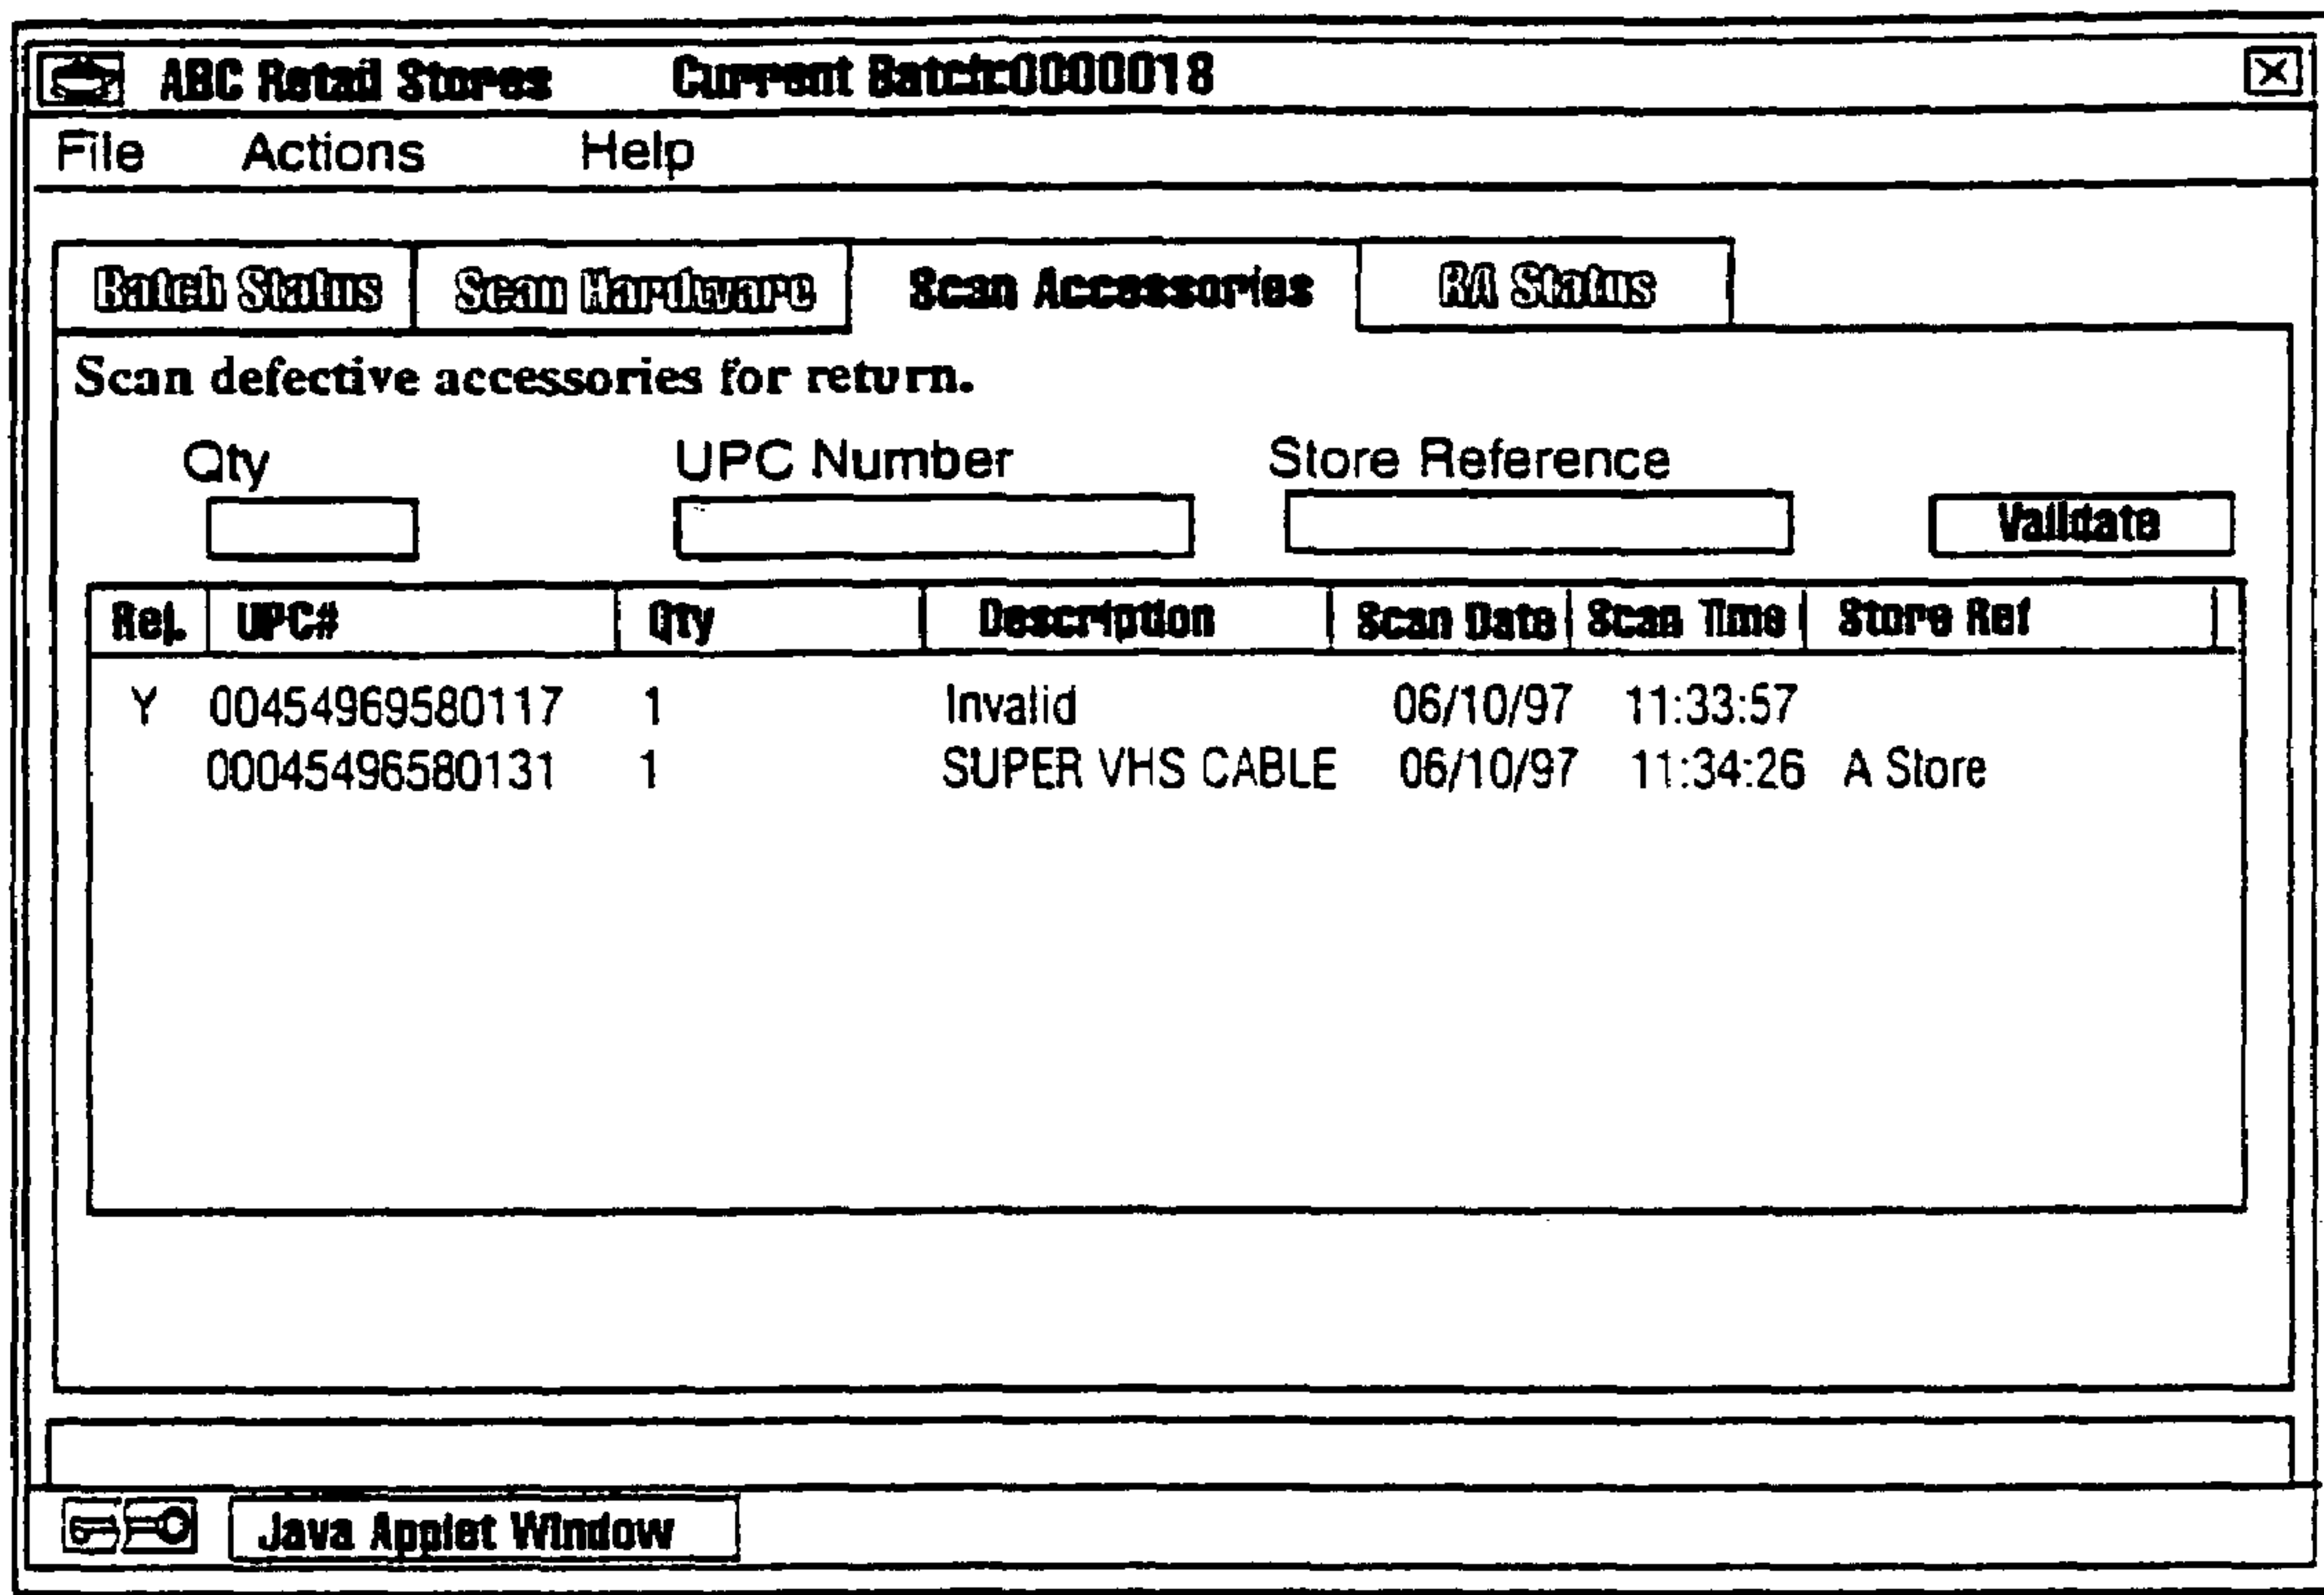 ABC Retail Stores Current Batch:0000018
File Actions Help
Batch Status Scan Hardware Scan Accessories RA Status
Scan defective accessories for return.
Qty UPC Number Store Reference
Validate
Rej. UPC# Qty Description Scan Date Scan Time Store Ref
Y 00454969580117 1 Invalid 06/10/97 11:33:57
00045496580131 1 SUPER VHS CABLE 06/10/97 11:34:26 A Store
Java Applet Window